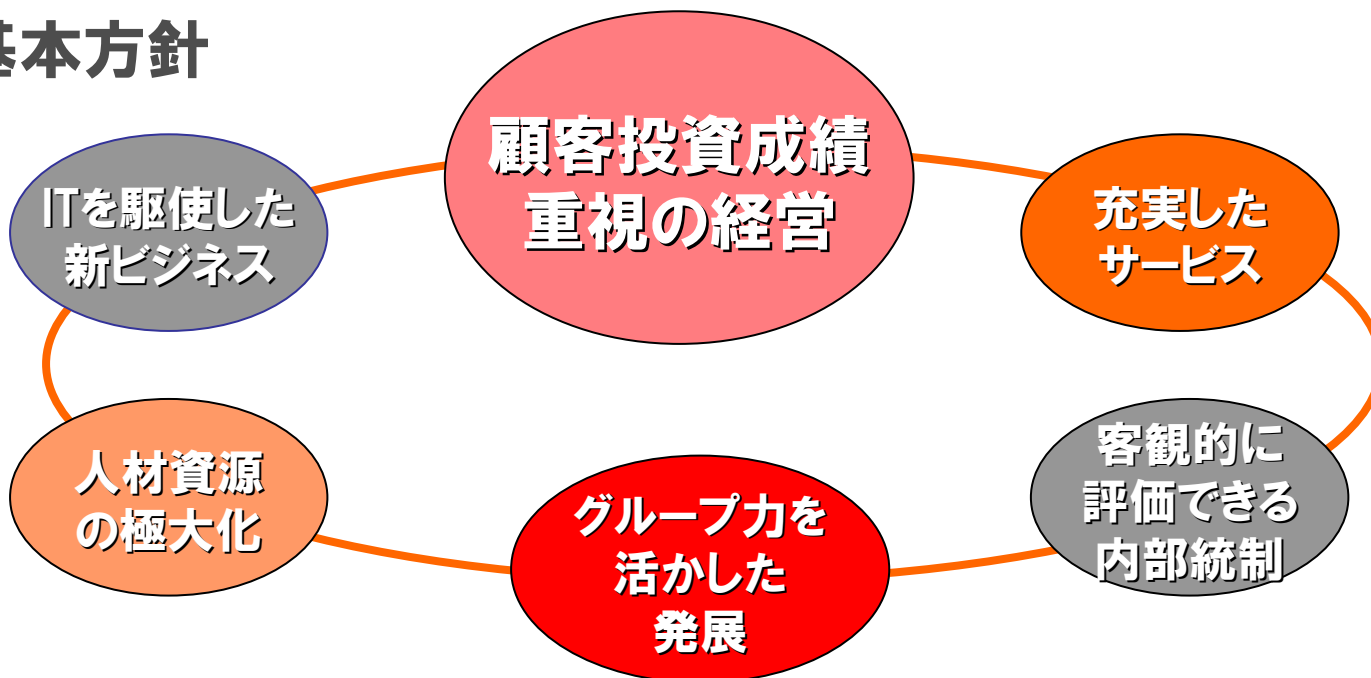 基本方針
顧客投資成績
重視の経営
ITを駆使した
新ビジネス
充実した
サービス
人材資源
の極大化
客観的に
評価できる
内部統制
グループ力を
活かした
発展